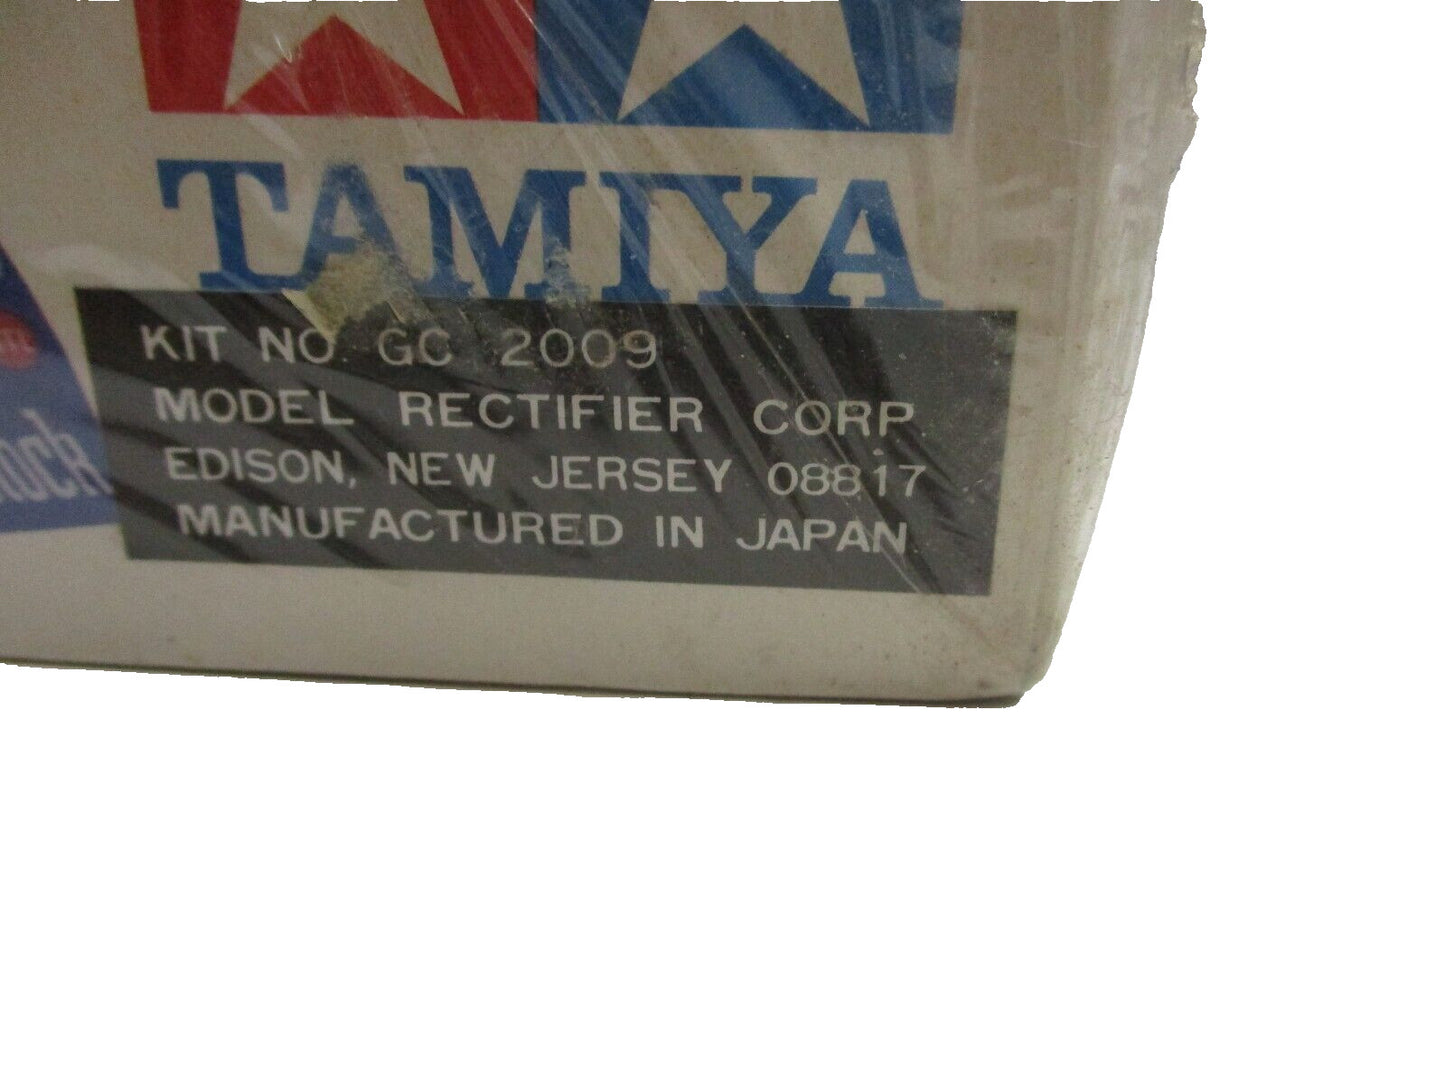 TAMIYA
KIT NO GC 2009
MODEL RECTIFIER CORP.
EDISON, NEW JERSEY 08817
MANUFACTURED IN JAPAN